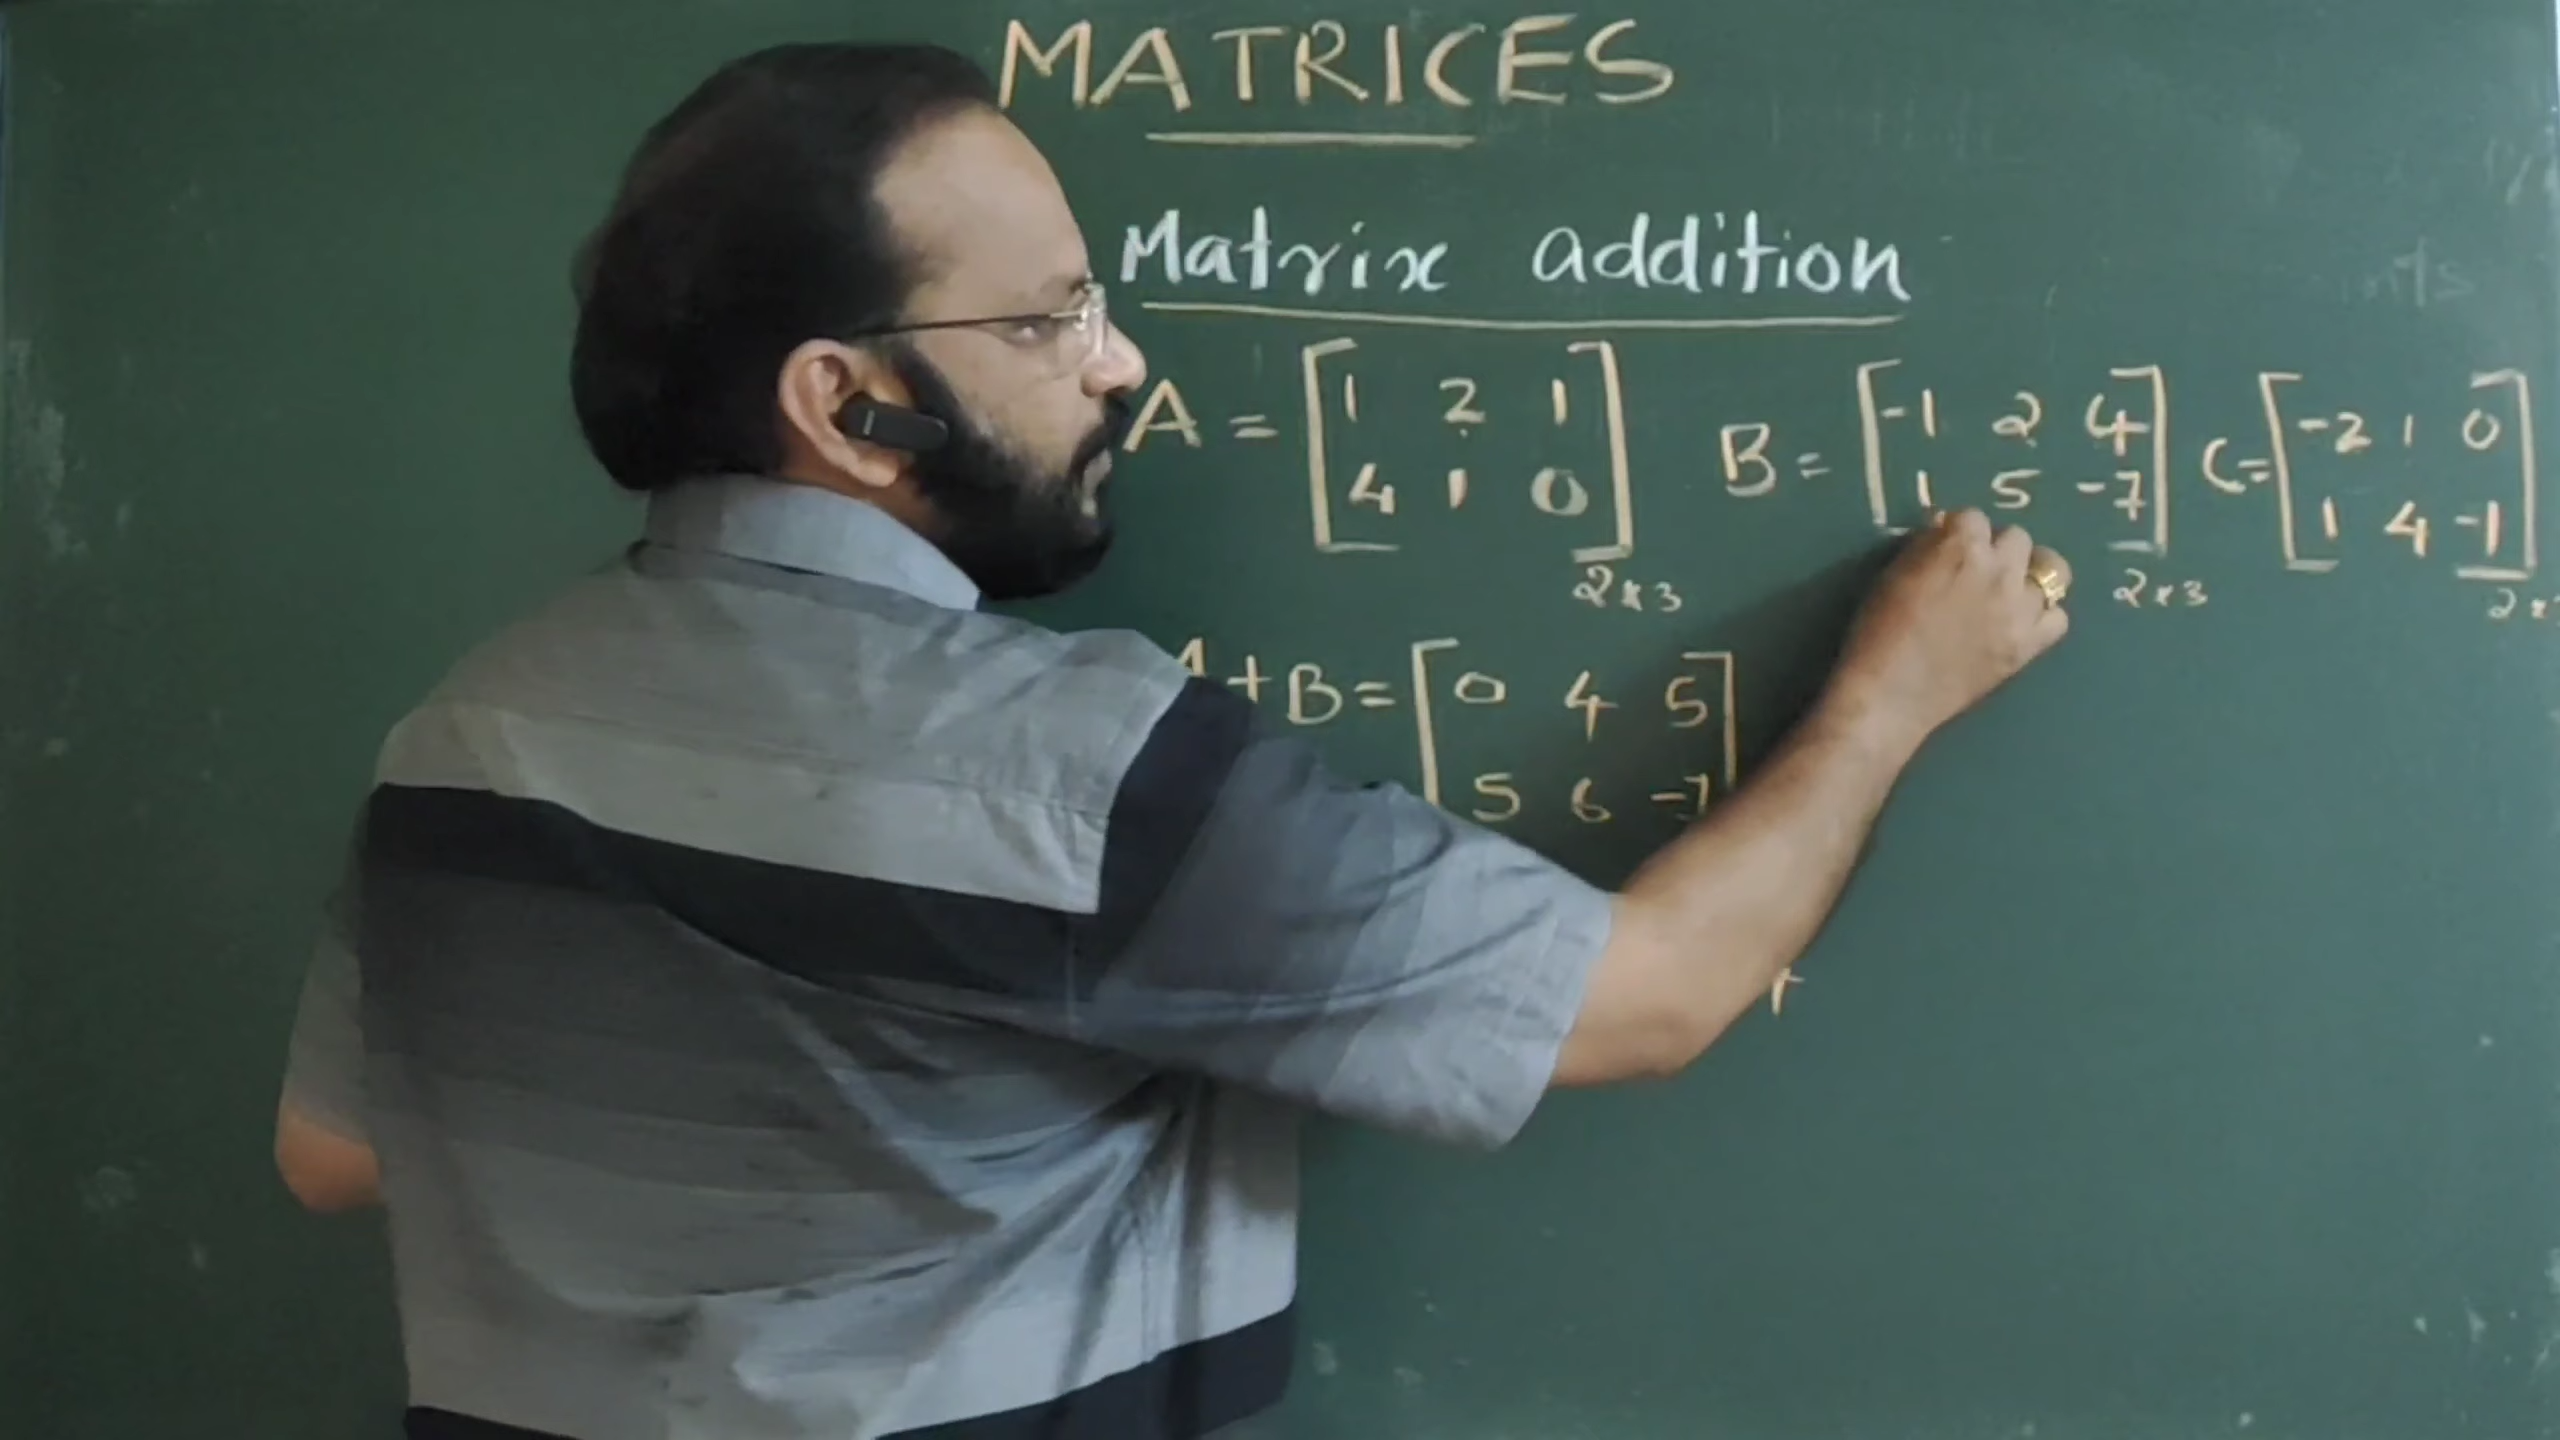 MATRICES
Matrix addition
A = [1 2 1 B = [-1 2 4] C = [-2 1 0
4 1 0] 1 5 -7] 1 4 -1]
2×3 2×3 2×
A+B = [0 4 5
5 6 -7]
+